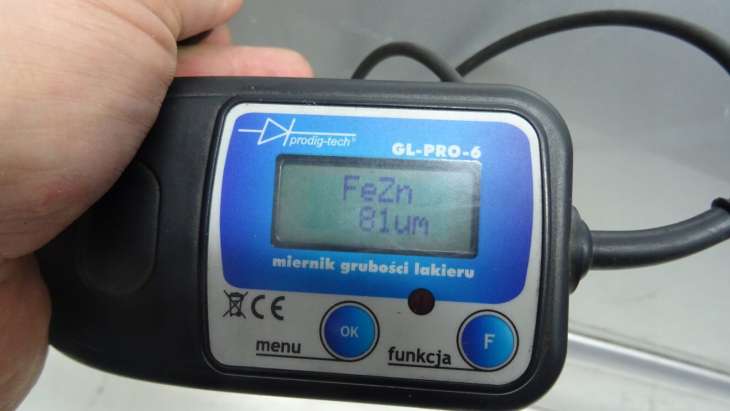 prodig-tech®
GL-PRO-6
FeZn
81um
miernik grubości lakieru
CE
OK
F
menu
funkcja